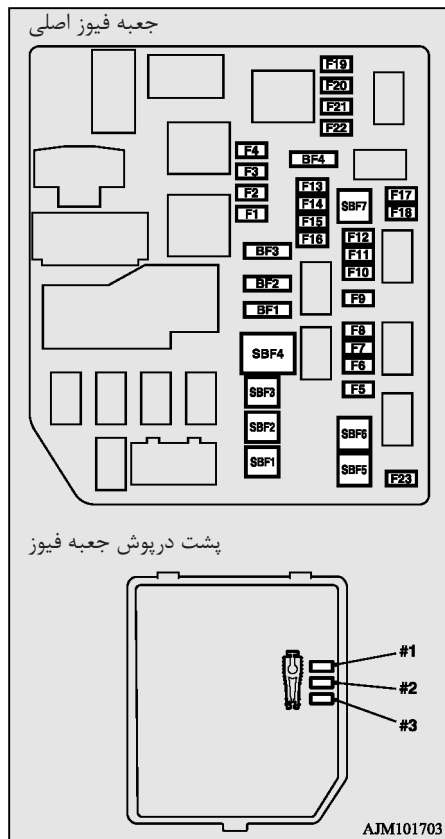 جعبه فیوز اصلی
F19
F20
F21
F22
F4
F3
F2
F1
BF4
F13
F14
F15
F16
SBF7
F17
F18
F12
F11
F10
BF3
BF2
BF1
F9
F8
F7
F6
F5
SBF4
SBF3
SBF2
SBF1
SBF6
SBF5
F23
پشت درپوش جعبه فیوز
#1
#2
#3
AJM101703